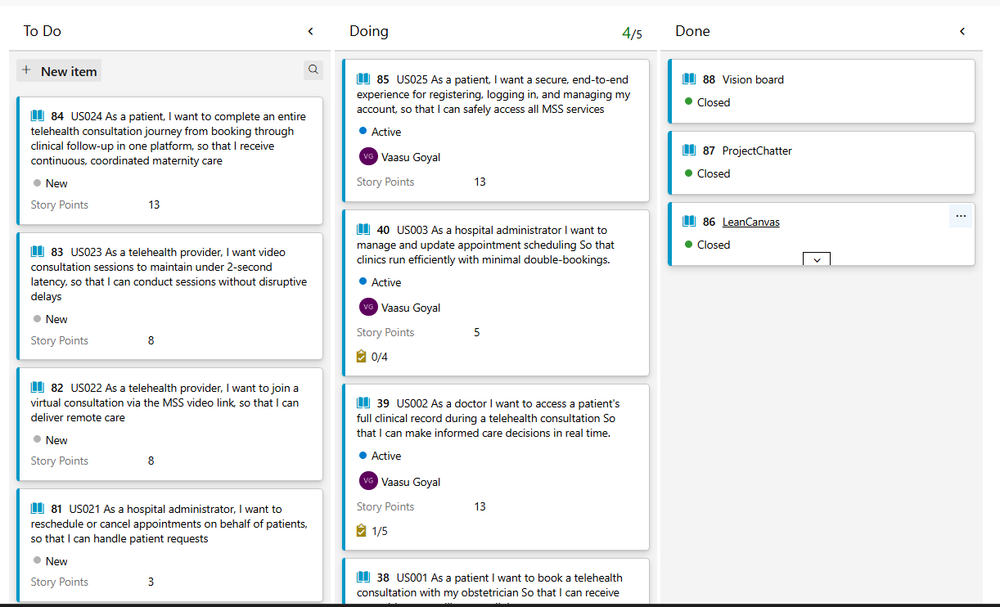 To Do
New item
84 US024 As a patient, I want to complete an entire
telehealth consultation journey from booking through
clinical follow-up in one platform, so that I receive
continuous, coordinated maternity care
New
Story Points 13
83 US023 As a telehealth provider, I want video
consultation sessions to maintain under 2-second
latency, so that I can conduct sessions without disruptive
delays
New
Story Points 8
82 US022 As a telehealth provider, I want to join a
virtual consultation via the MSS video link, so that I can
deliver remote care
New
Story Points 8
81 US021 As a hospital administrator, I want to
reschedule or cancel appointments on behalf of patients,
so that I can handle patient requests
New
Story Points 3
Doing 4/5
85 US025 As a patient, I want a secure, end-to-end
experience for registering, logging in, and managing my
account, so that I can safely access all MSS services
Active
VG Vaasu Goyal
Story Points 13
40 US003 As a hospital administrator I want to
manage and update appointment scheduling So that
clinics run efficiently with minimal double-bookings.
Active
VG Vaasu Goyal
Story Points 5
0/4
39 US002 As a doctor I want to access a patient's
full clinical record during a telehealth consultation So
that I can make informed care decisions in real time.
Active
VG Vaasu Goyal
Story Points 13
1/5
38 US001 As a patient I want to book a telehealth
consultation with my obstetrician So that I can receive
Done
88 Vision board
Closed
87 ProjectChatter
Closed
86 LeanCanvas
Closed